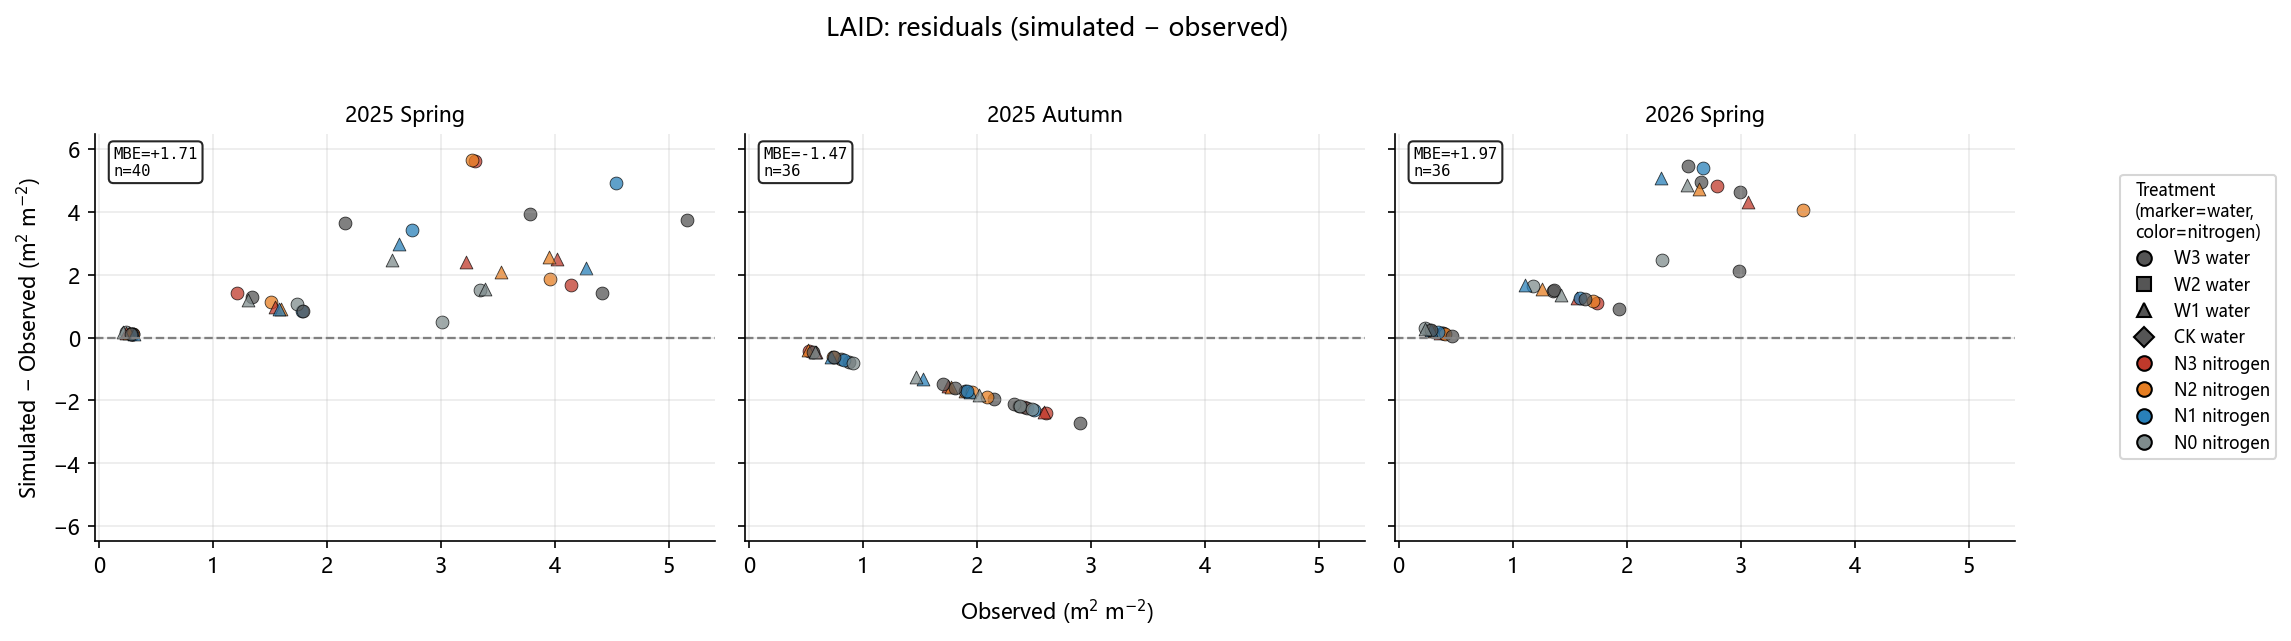 LAID: residuals (simulated − observed)
2025 Spring
2025 Autumn
2026 Spring
MBE=+1.71
n=40
MBE=-1.47
n=36
MBE=+1.97
n=36
Simulated − Observed (m² m⁻²)
6
4
2
0
−2
−4
−6
0 1 2 3 4 5
0 1 2 3 4 5
0 1 2 3 4 5
Observed (m² m⁻²)
Treatment
(marker=water,
color=nitrogen)
W3 water
W2 water
W1 water
CK water
N3 nitrogen
N2 nitrogen
N1 nitrogen
N0 nitrogen